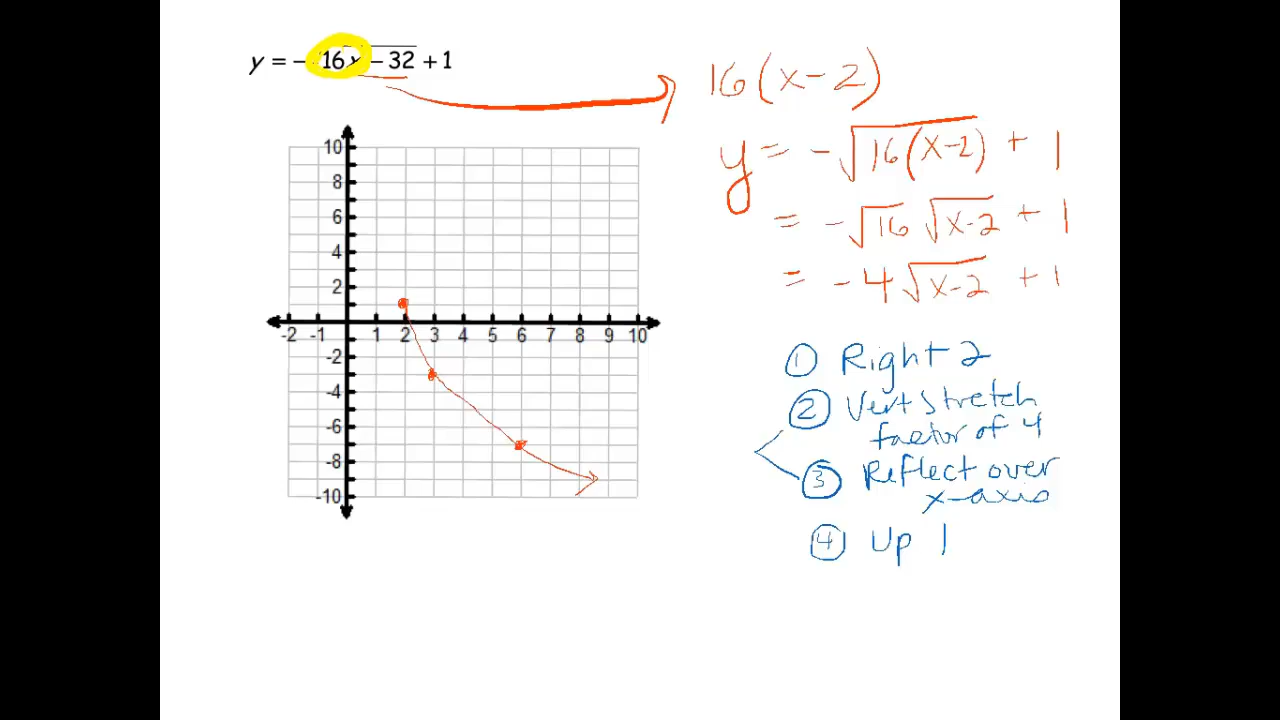 y = -√16x - 32 + 1
16(x-2)
y = -√16(x-2) + 1
= -√16 √x-2 + 1
= -4√x-2 + 1
10
8
6
4
2
-2 -1 1 2 3 4 5 6 7 8 9 10
-2
-4
-6
-8
-10
① Right 2
② Vert Stretch
factor of 4
③ Reflect over
x-axis
④ Up 1